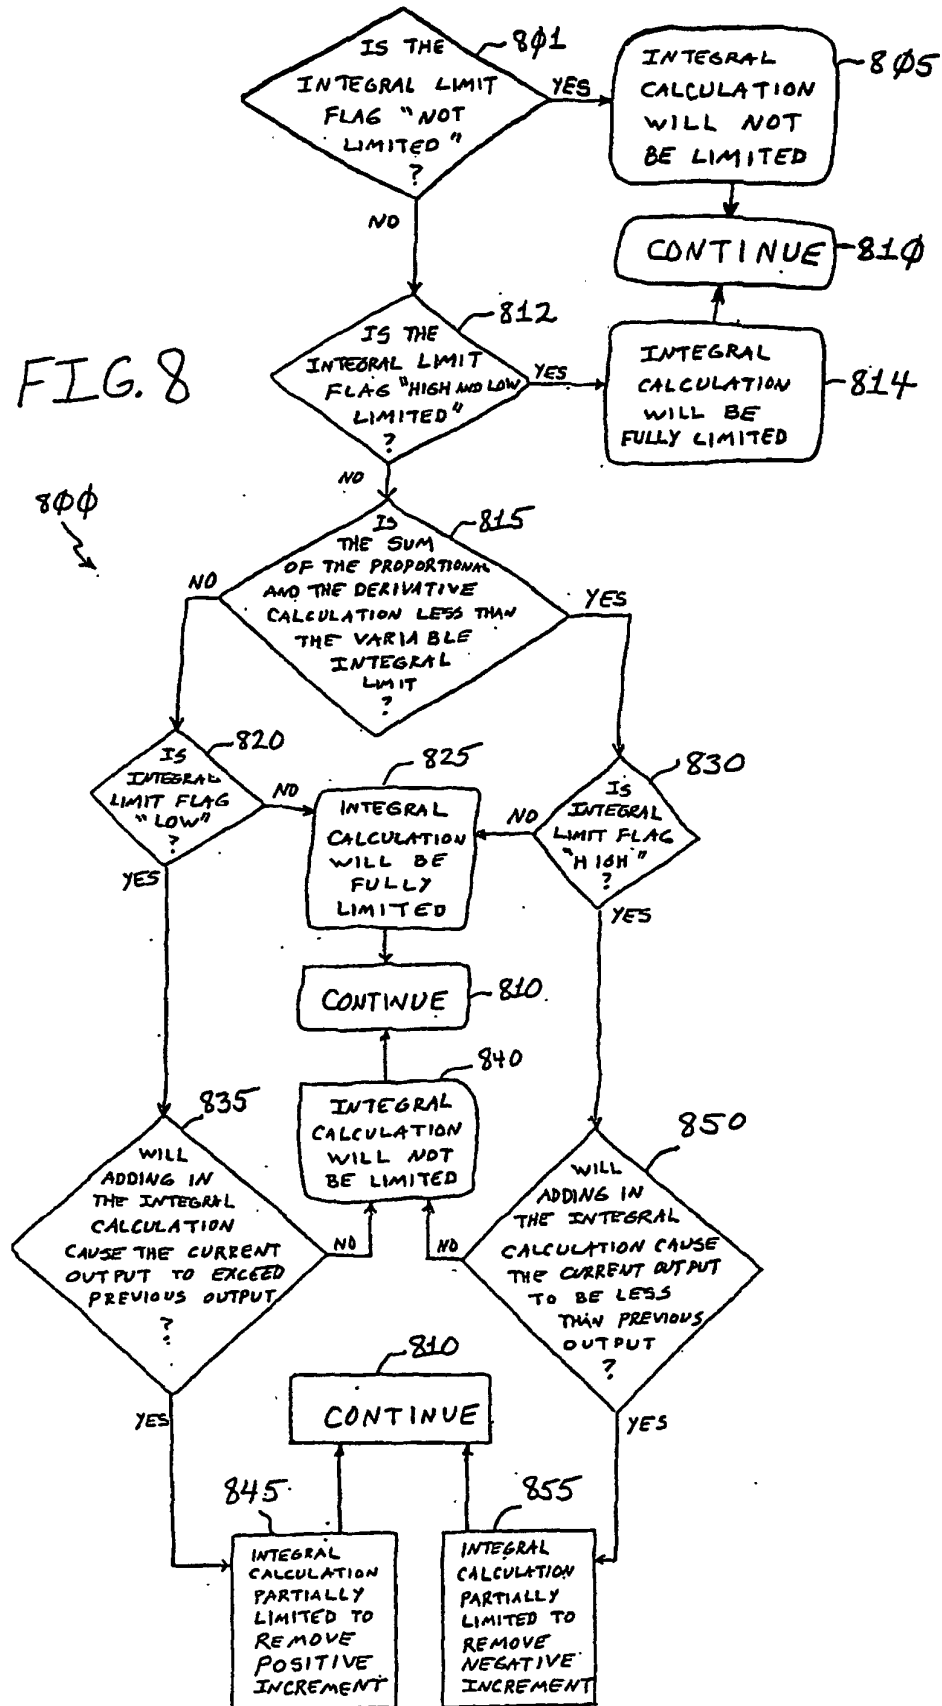 IS THE
INTEGRAL LIMIT
FLAG "NOT
LIMITED"
?
8Ø1
YES
INTEGRAL
CALCULATION
WILL NOT
BE LIMITED
8Ø5
NO
CONTINUE
81Ø
IS THE
INTEGRAL LIMIT
FLAG "HIGH AND LOW
LIMITED"
?
812
YES
INTEGRAL
CALCULATION
WILL BE
FULLY LIMITED
814
FIG. 8
8ØØ
NO
IS
THE SUM
OF THE PROPORTIONAL
AND THE DERIVATIVE
CALCULATION LESS THAN
THE VARIABLE
INTEGRAL
LIMIT
?
815
NO
YES
IS
INTEGRAL
LIMIT FLAG
"LOW"
?
820
NO
YES
INTEGRAL
CALCULATION
WILL BE
FULLY
LIMITED
825
NO
IS
INTEGRAL
LIMIT FLAG
"HIGH"
?
830
YES
CONTINUE
810
INTEGRAL
CALCULATION
WILL NOT
BE LIMITED
840
WILL
ADDING IN
THE INTEGRAL
CALCULATION
CAUSE THE CURRENT
OUTPUT TO EXCEED
PREVIOUS OUTPUT
?
835
NO
NO
WILL
ADDING IN
THE INTEGRAL
CALCULATION CAUSE
THE CURRENT OUTPUT
TO BE LESS
THAN PREVIOUS
OUTPUT
?
850
YES
YES
CONTINUE
810
INTEGRAL
CALCULATION
PARTIALLY
LIMITED TO
REMOVE
POSITIVE
INCREMENT
845
INTEGRAL
CALCULATION
PARTIALLY
LIMITED TO
REMOVE
NEGATIVE
INCREMENT
855